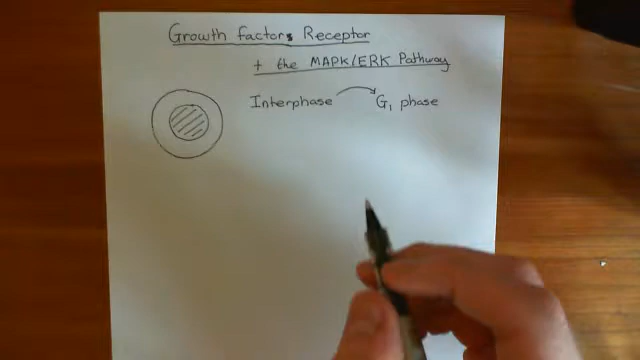 Growth factors Receptor
+ the MAPK/ERK Pathway
Interphase G₁ phase